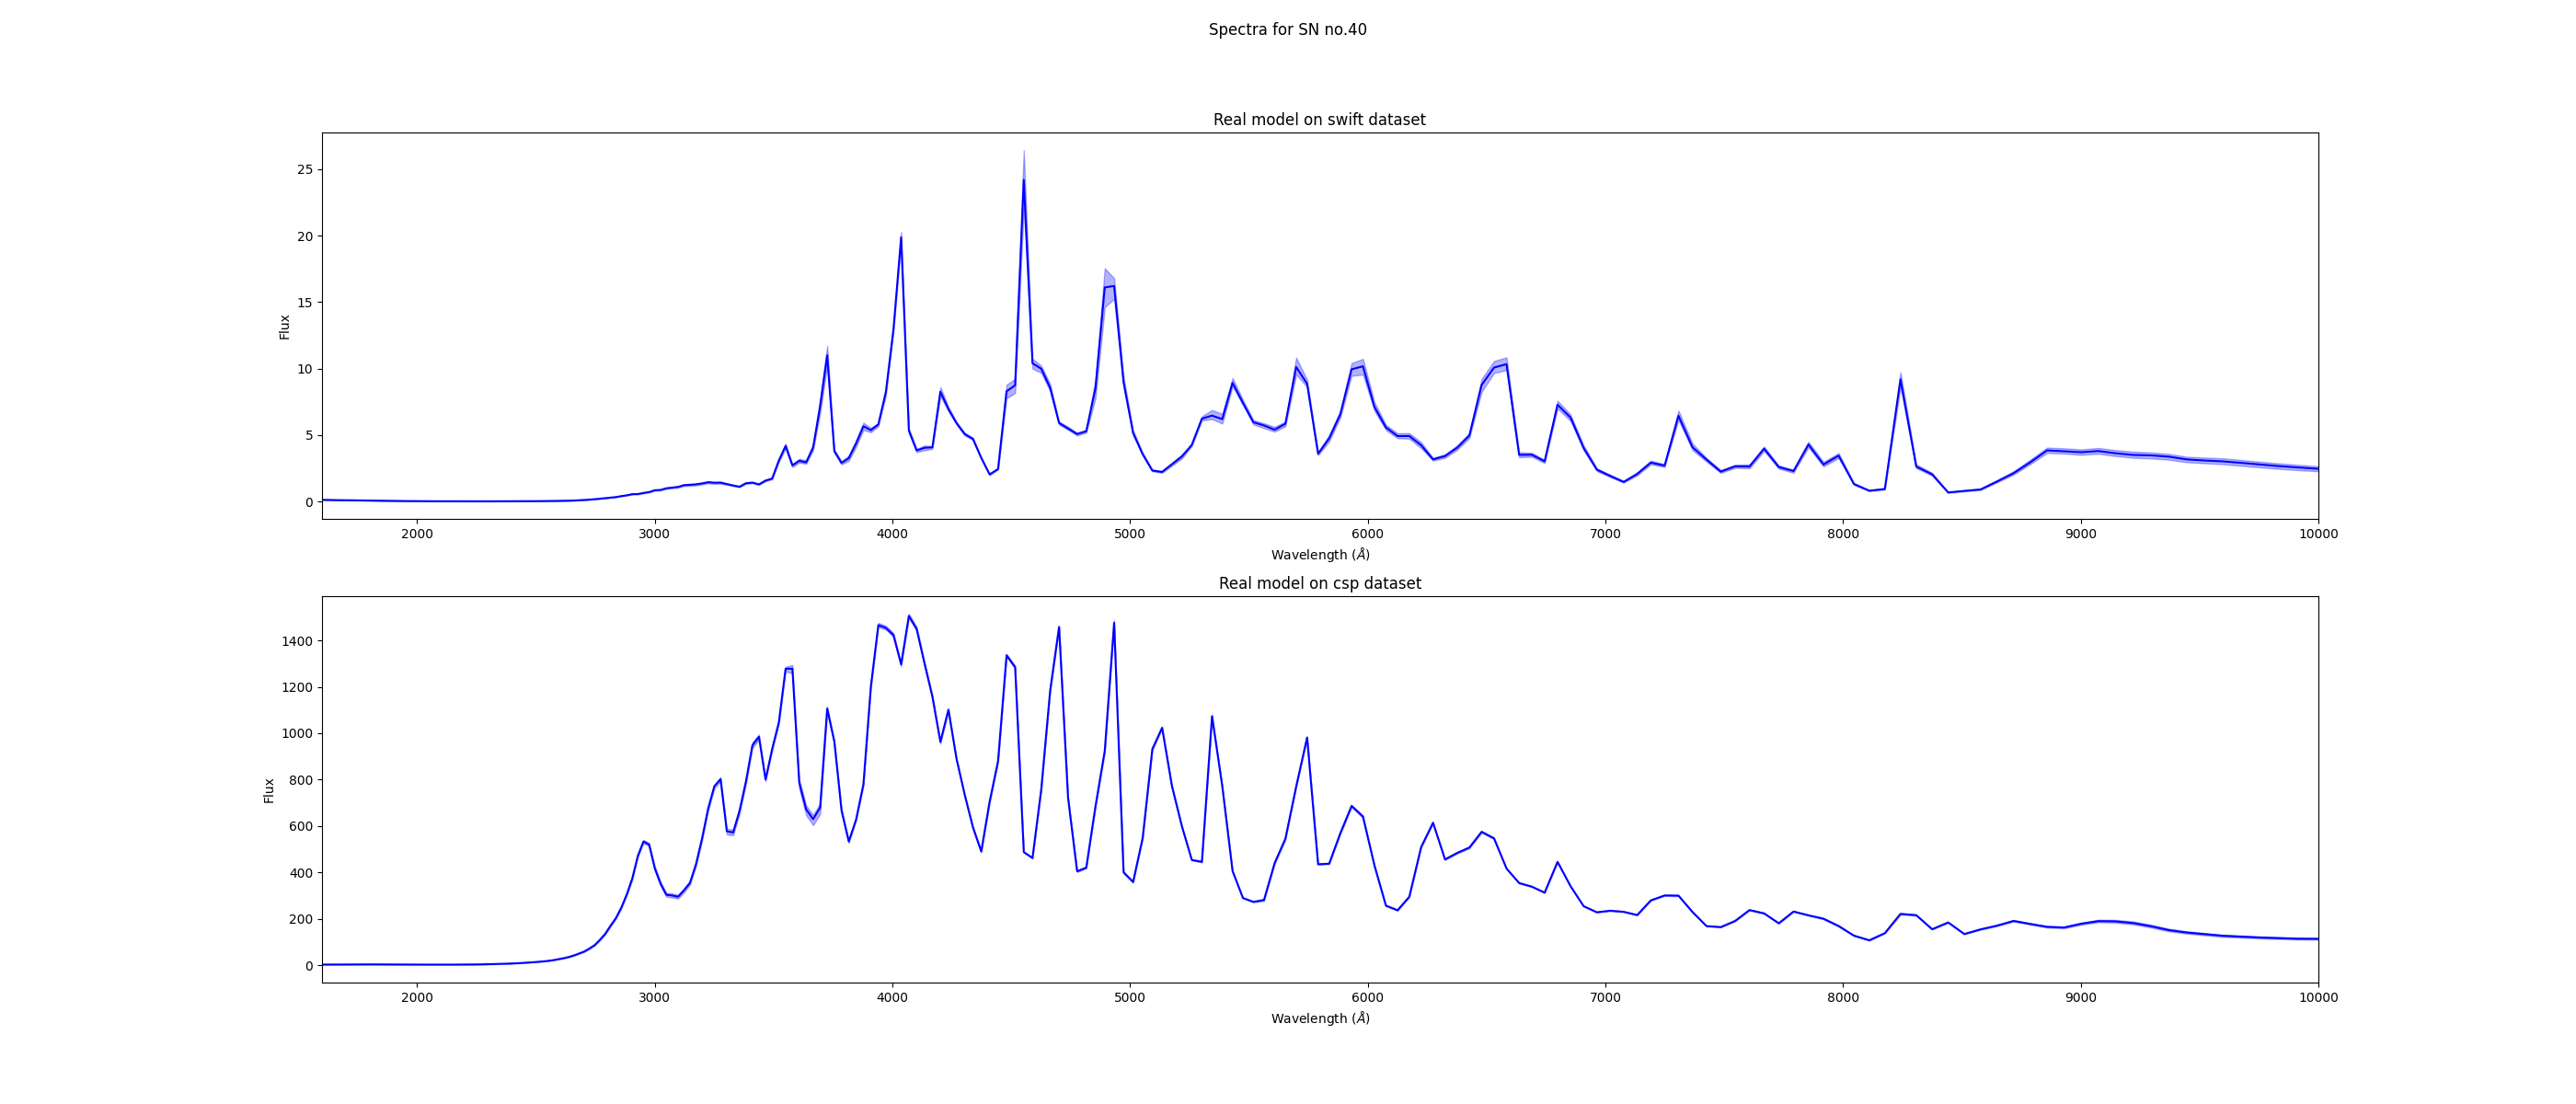 Spectra for SN no.40
Real model on swift dataset
25
20
15
10
5
0
Flux
2000 3000 4000 5000 6000 7000 8000 9000 10000
Wavelength (Å)
Real model on csp dataset
1400
1200
1000
800
600
400
200
0
Flux
2000 3000 4000 5000 6000 7000 8000 9000 10000
Wavelength (Å)